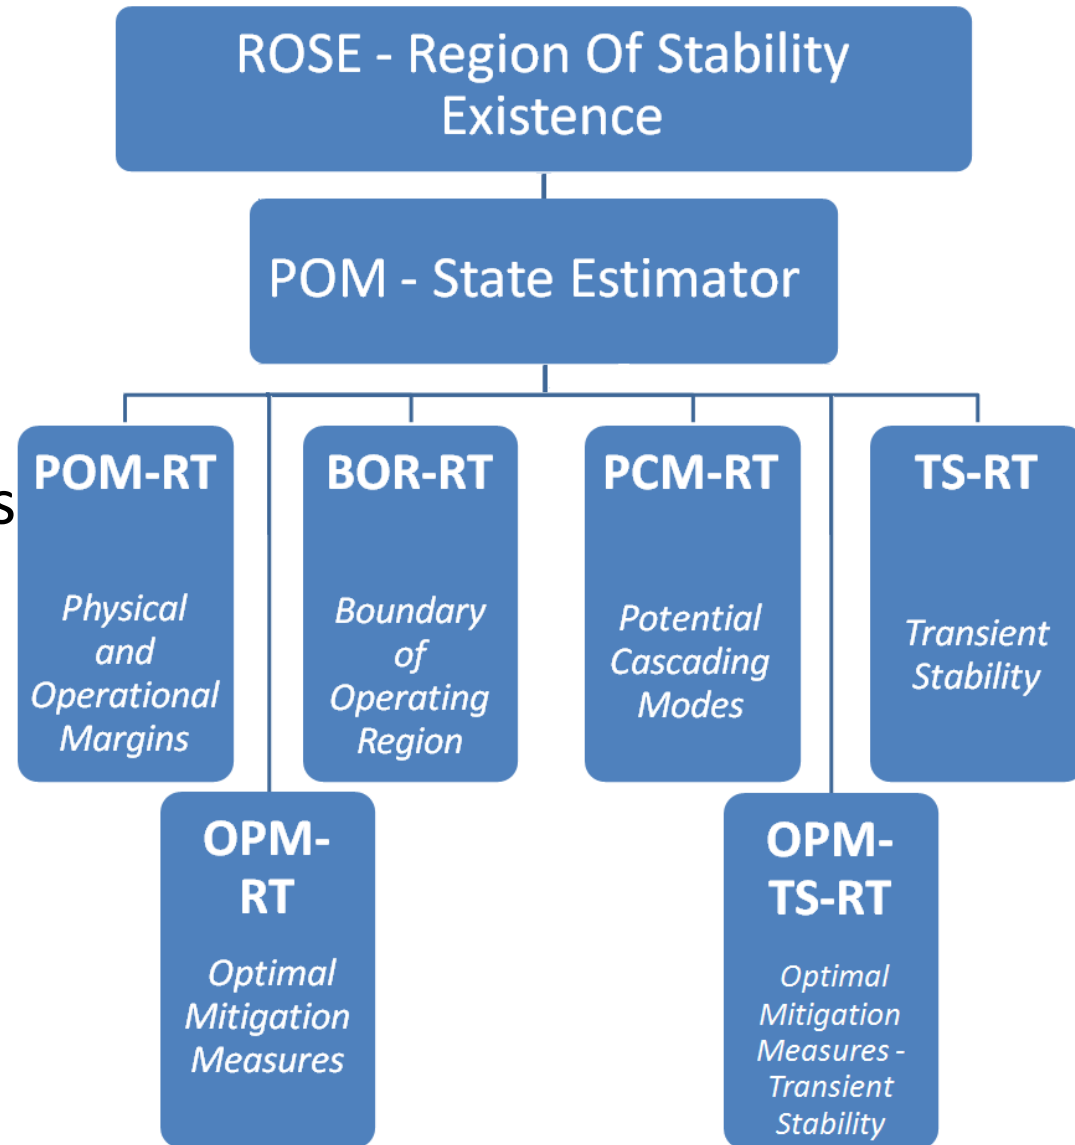 ROSE - Region Of Stability
Existence
POM - State Estimator
s
POM-RT
Physical
and
Operational
Margins
BOR-RT
Boundary
of
Operating
Region
PCM-RT
Potential
Cascading
Modes
TS-RT
Transient
Stability
OPM-
RT
Optimal
Mitigation
Measures
OPM-
TS-RT
Optimal
Mitigation
Measures -
Transient
Stability